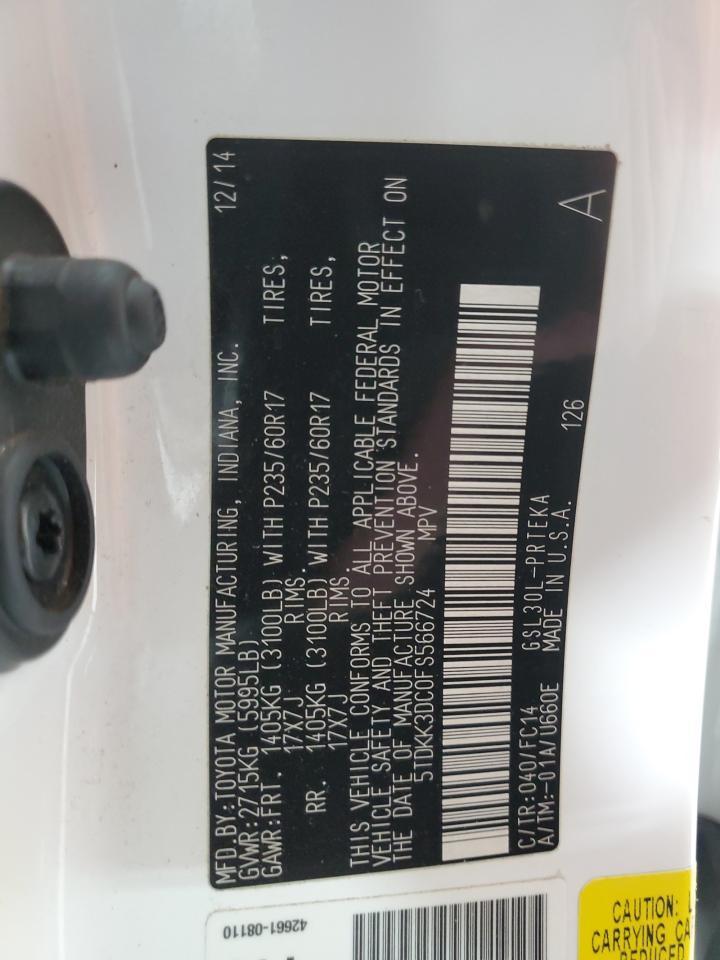 MFD.BY:TOYOTA MOTOR MANUFACTURING, INDIANA, INC. 12/14
GVWR:2715KG (5995LB)
GAWR:FRT. 1405KG (3100LB) WITH P235/60R17 TIRES,
17X7J RIMS.
RR. 1405KG (3100LB) WITH P235/60R17 TIRES,
17X7J RIMS.
THIS VEHICLE CONFORMS TO ALL APPLICABLE FEDERAL MOTOR
VEHICLE SAFETY AND THEFT PREVENTION STANDARDS IN EFFECT ON
THE DATE OF MANUFACTURE SHOWN ABOVE.
5TDKK3DC0FS566724 MPV
C/TR:040/FC14 GSL30L-PRTEKA
A/TM:-01A/U660E MADE IN U.S.A. 126
A
42661-08110
CAUTION:
CARRYING
REDUCED